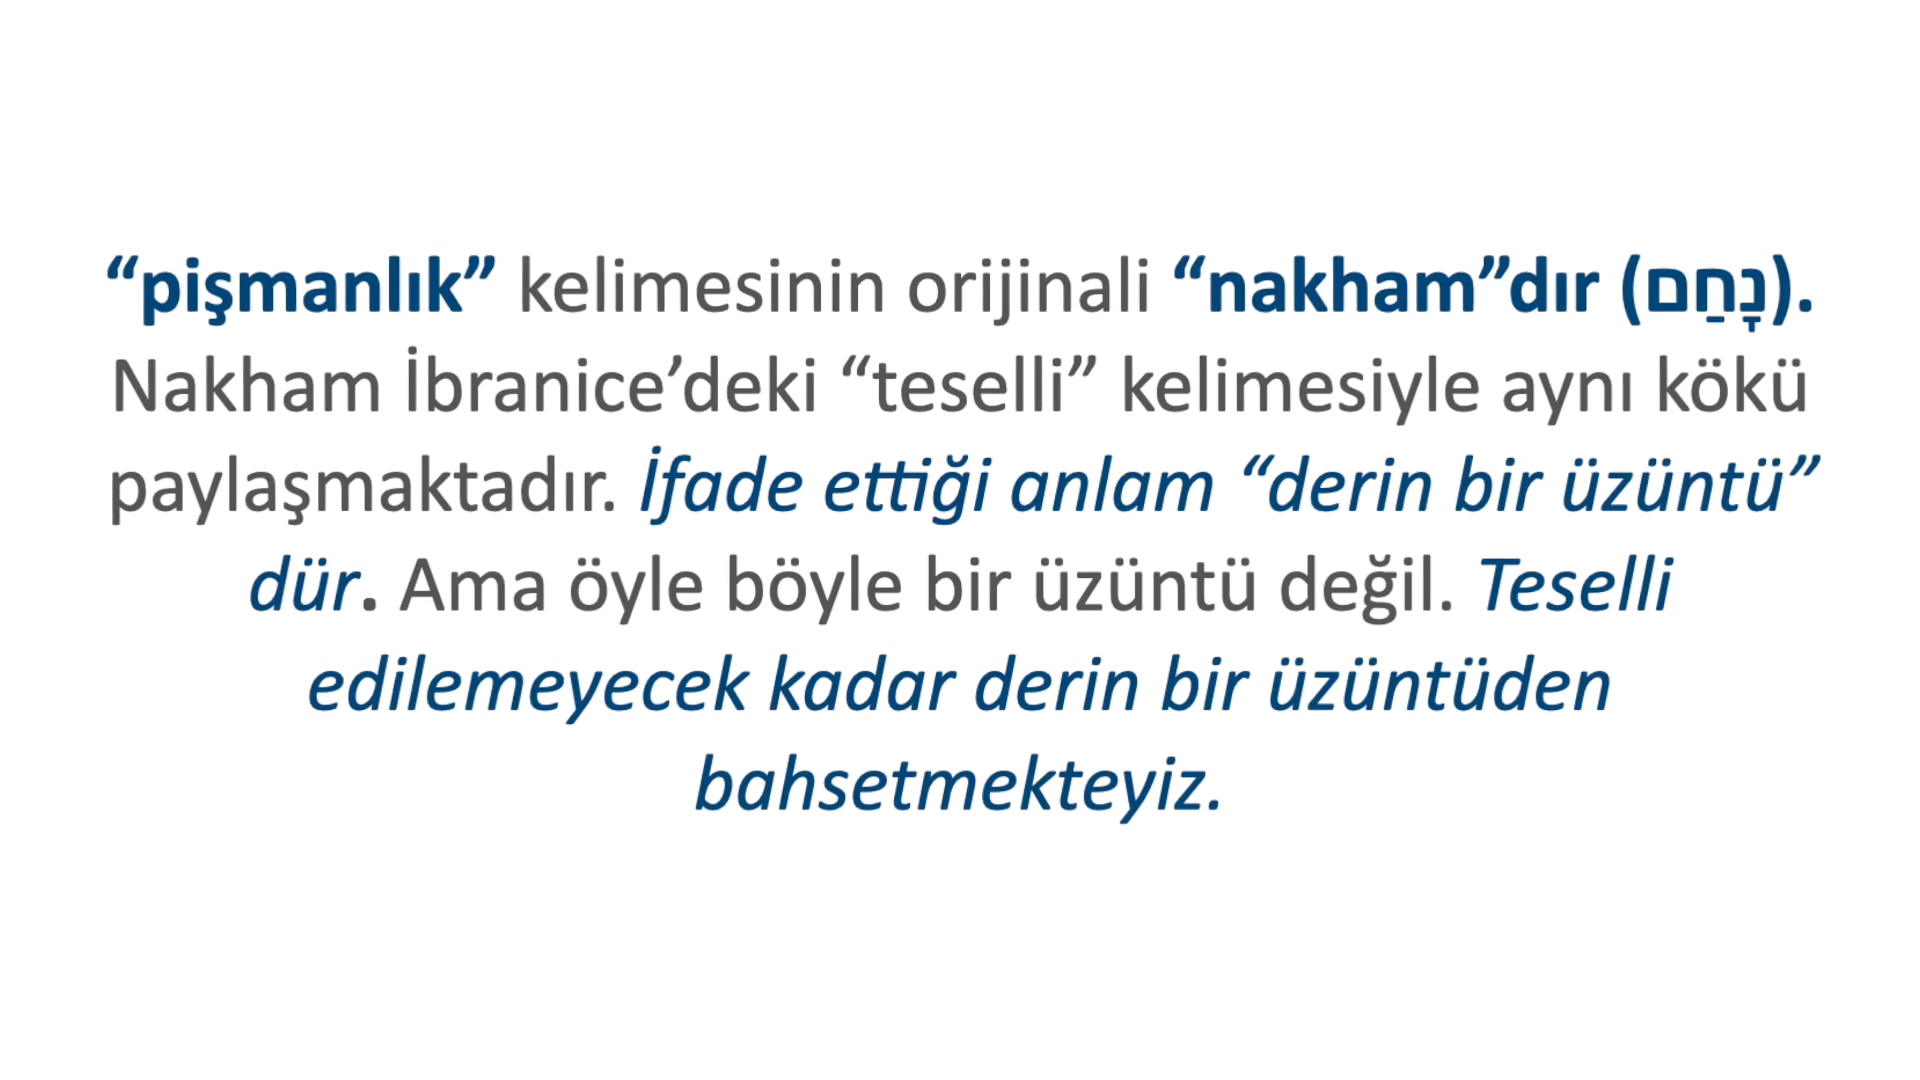 “pişmanlık” kelimesinin orijinali “nakham”dır (נָחַם).
Nakham İbranice’deki “teselli” kelimesiyle aynı kökü
paylaşmaktadır. İfade ettiği anlam “derin bir üzüntü”
dür. Ama öyle böyle bir üzüntü değil. Teselli
edilemeyecek kadar derin bir üzüntüden
bahsetmekteyiz.